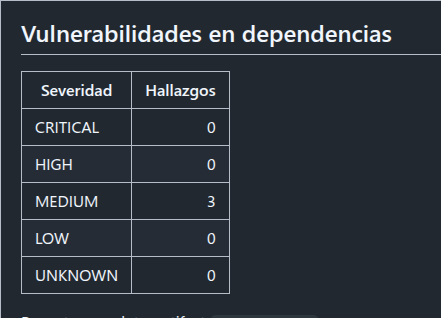 Vulnerabilidades en dependencias
Severidad Hallazgos
CRITICAL 0
HIGH 0
MEDIUM 3
LOW 0
UNKNOWN 0